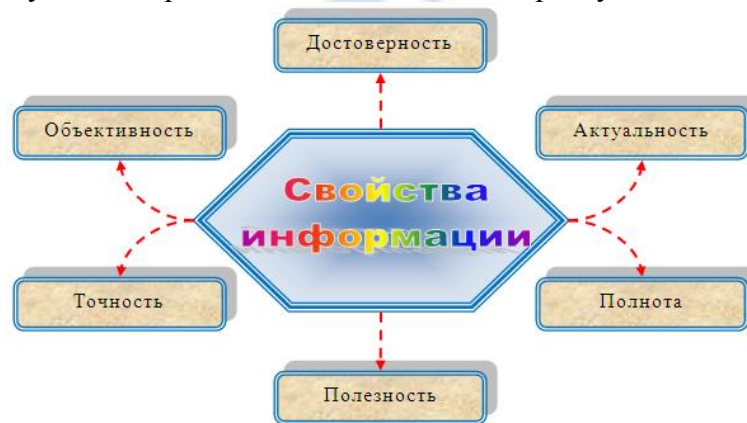 Достоверность
Объективность
Актуальность
Свойства
информации
Точность
Полнота
Полезность